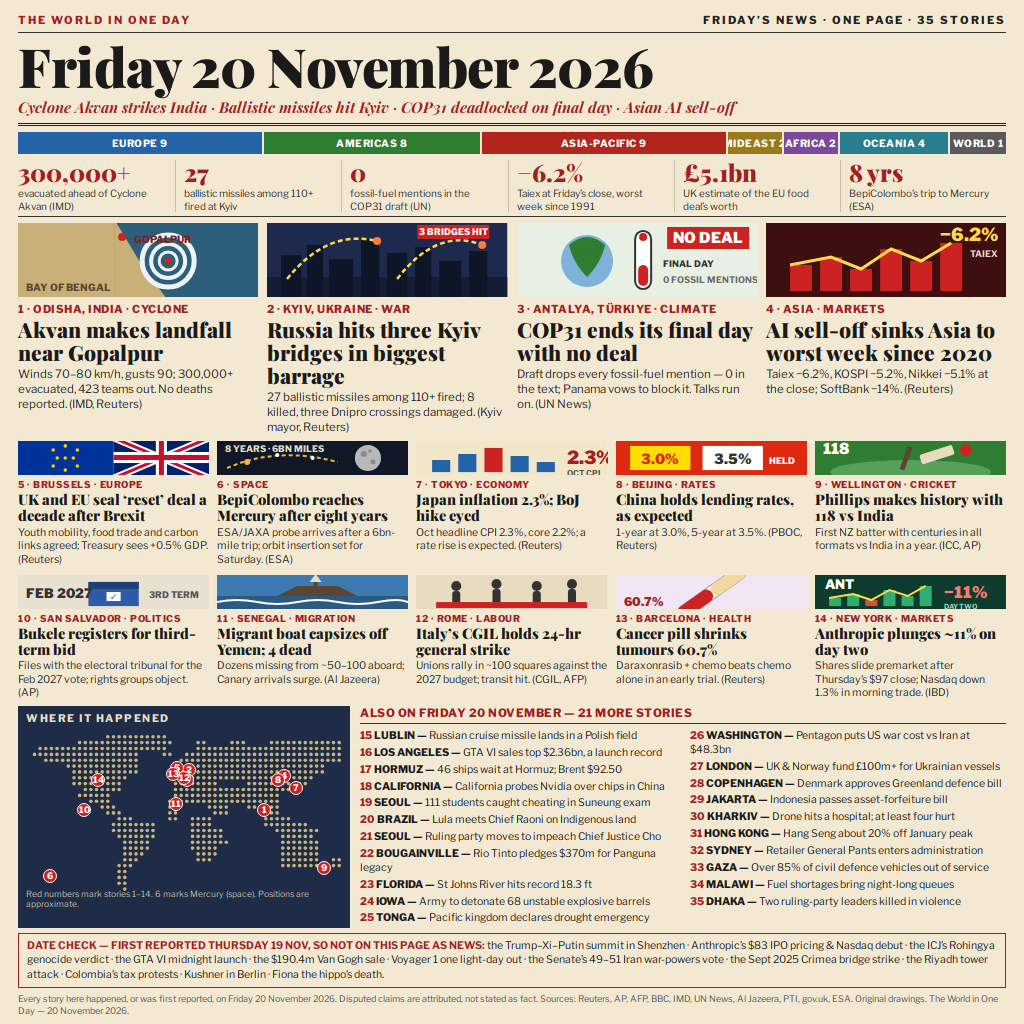 THE WORLD IN ONE DAY
FRIDAY'S NEWS · ONE PAGE · 35 STORIES
Friday 20 November 2026
Cyclone Akvan strikes India · Ballistic missiles hit Kyiv · COP31 deadlocked on final day · Asian AI sell-off
EUROPE 9
AMERICAS 8
ASIA-PACIFIC 9
MIDEAST 2
AFRICA 2
OCEANIA 4
WORLD 1
300,000+
evacuated ahead of Cyclone
Akvan (IMD)
27
ballistic missiles among 110+
fired at Kyiv
0
fossil-fuel mentions in the
COP31 draft (UN)
−6.2%
Taiex at Friday's close, worst
week since 1991
£5.1bn
UK estimate of the EU food
deal's worth
8 yrs
BepiColombo's trip to Mercury
(ESA)
GOPALPUR
BAY OF BENGAL
1 · ODISHA, INDIA · CYCLONE
Akvan makes landfall
near Gopalpur
Winds 70–80 km/h, gusts 90; 300,000+
evacuated, 423 teams out. No deaths
reported. (IMD, Reuters)
3 BRIDGES HIT
2 · KYIV, UKRAINE · WAR
Russia hits three Kyiv
bridges in biggest
barrage
27 ballistic missiles among 110+ fired; 8
killed, three Dnipro crossings damaged. (Kyiv
mayor, Reuters)
NO DEAL
FINAL DAY
0 FOSSIL MENTIONS
3 · ANTALYA, TÜRKIYE · CLIMATE
COP31 ends its final day
with no deal
Draft drops every fossil-fuel mention — 0 in
the text; Panama vows to block it. Talks run
on. (UN News)
−6.2%
TAIEX
4 · ASIA · MARKETS
AI sell-off sinks Asia to
worst week since 2020
Taiex −6.2%, KOSPI −5.2%, Nikkei −5.1% at
the close; SoftBank −14%. (Reuters)
5 · BRUSSELS · EUROPE
UK and EU seal ‘reset’ deal a
decade after Brexit
Youth mobility, food trade and carbon
links agreed; Treasury sees +0.5% GDP.
(Reuters)
8 YEARS · 6BN MILES
6 · SPACE
BepiColombo reaches
Mercury after eight years
ESA/JAXA probe arrives after a 6bn-
mile trip; orbit insertion set for
Saturday. (ESA)
2.3%
OCT CPI
7 · TOKYO · ECONOMY
Japan inflation 2.3%; BoJ
hike eyed
Oct headline CPI 2.3%, core 2.2%; a
rate rise is expected. (Reuters)
3.0%
3.5%
HELD
8 · BEIJING · RATES
China holds lending rates,
as expected
1-year at 3.0%, 5-year at 3.5%. (PBOC,
Reuters)
118
9 · WELLINGTON · CRICKET
Phillips makes history with
118 vs India
First NZ batter with centuries in all
formats vs India in a year. (ICC, AP)
FEB 2027
3RD TERM
10 · SAN SALVADOR · POLITICS
Bukele registers for third-
term bid
Files with the electoral tribunal for the
Feb 2027 vote; rights groups object.
(AP)
11 · SENEGAL · MIGRATION
Migrant boat capsizes off
Yemen; 4 dead
Dozens missing from ~50–100 aboard;
Canary arrivals surge. (Al Jazeera)
12 · ROME · LABOUR
Italy's CGIL holds 24-hr
general strike
Unions rally in ~100 squares against the
2027 budget; transit hit. (CGIL, AFP)
60.7%
13 · BARCELONA · HEALTH
Cancer pill shrinks
tumours 60.7%
Daraxonrasib + chemo beats chemo
alone in an early trial. (Reuters)
ANT
−11%
DAY TWO
14 · NEW YORK · MARKETS
Anthropic plunges ~11% on
day two
Shares slide premarket after
Thursday's $97 close; Nasdaq down
1.3% in morning trade. (IBD)
WHERE IT HAPPENED
14
10
5
2
13
12
11
8
4
7
1
9
6
Red numbers mark stories 1–14. 6 marks Mercury (space). Positions are
approximate.
ALSO ON FRIDAY 20 NOVEMBER — 21 MORE STORIES
15 LUBLIN — Russian cruise missile lands in a Polish field
16 LOS ANGELES — GTA VI sales top $2.36bn, a launch record
17 HORMUZ — 46 ships wait at Hormuz; Brent $92.50
18 CALIFORNIA — California probes Nvidia over chips in China
19 SEOUL — 111 students caught cheating in Suneung exam
20 BRAZIL — Lula meets Chief Raoni on Indigenous land
21 SEOUL — Ruling party moves to impeach Chief Justice Cho
22 BOUGAINVILLE — Rio Tinto pledges $370m for Panguna
legacy
23 FLORIDA — St Johns River hits record 18.3 ft
24 IOWA — Army to detonate 68 unstable explosive barrels
25 TONGA — Pacific kingdom declares drought emergency
26 WASHINGTON — Pentagon puts US war cost vs Iran at
$48.3bn
27 LONDON — UK & Norway fund £100m+ for Ukrainian vessels
28 COPENHAGEN — Denmark approves Greenland defence bill
29 JAKARTA — Indonesia passes asset-forfeiture bill
30 KHARKIV — Drone hits a hospital; at least four hurt
31 HONG KONG — Hang Seng about 20% off January peak
32 SYDNEY — Retailer General Pants enters administration
33 GAZA — Over 85% of civil defence vehicles out of service
34 MALAWI — Fuel shortages bring night-long queues
35 DHAKA — Two ruling-party leaders killed in violence
DATE CHECK — FIRST REPORTED THURSDAY 19 NOV, SO NOT ON THIS PAGE AS NEWS: the Trump–Xi–Putin summit in Shenzhen · Anthropic's $83 IPO pricing & Nasdaq debut · the ICJ's Rohingya
genocide verdict · the GTA VI midnight launch · the $190.4m Van Gogh sale · Voyager 1 one light-day out · the Senate's 49–51 Iran war-powers vote · the Sept 2025 Crimea bridge strike · the Riyadh tower
attack · Colombia's tax protests · Kushner in Berlin · Fiona the hippo's death.
Every story here happened, or was first reported, on Friday 20 November 2026. Disputed claims are attributed, not stated as fact. Sources: Reuters, AP, AFP, BBC, IMD, UN News, Al Jazeera, PTI, gov.uk, ESA. Original drawings. The World in One
Day — 20 November 2026.